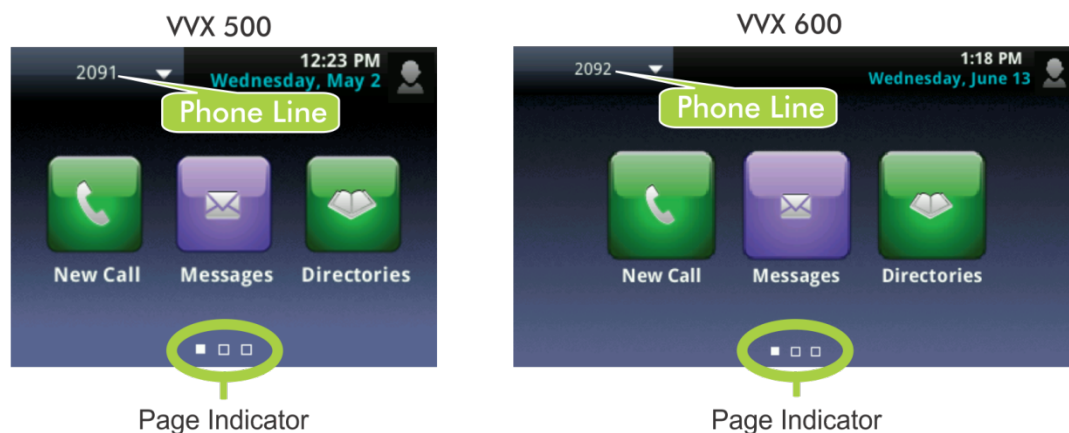 VVX 500
2091
12:23 PM
Wednesday, May 2
Phone Line
New Call
Messages
Directories
Page Indicator
VVX 600
2092
1:18 PM
Wednesday, June 13
Phone Line
New Call
Messages
Directories
Page Indicator